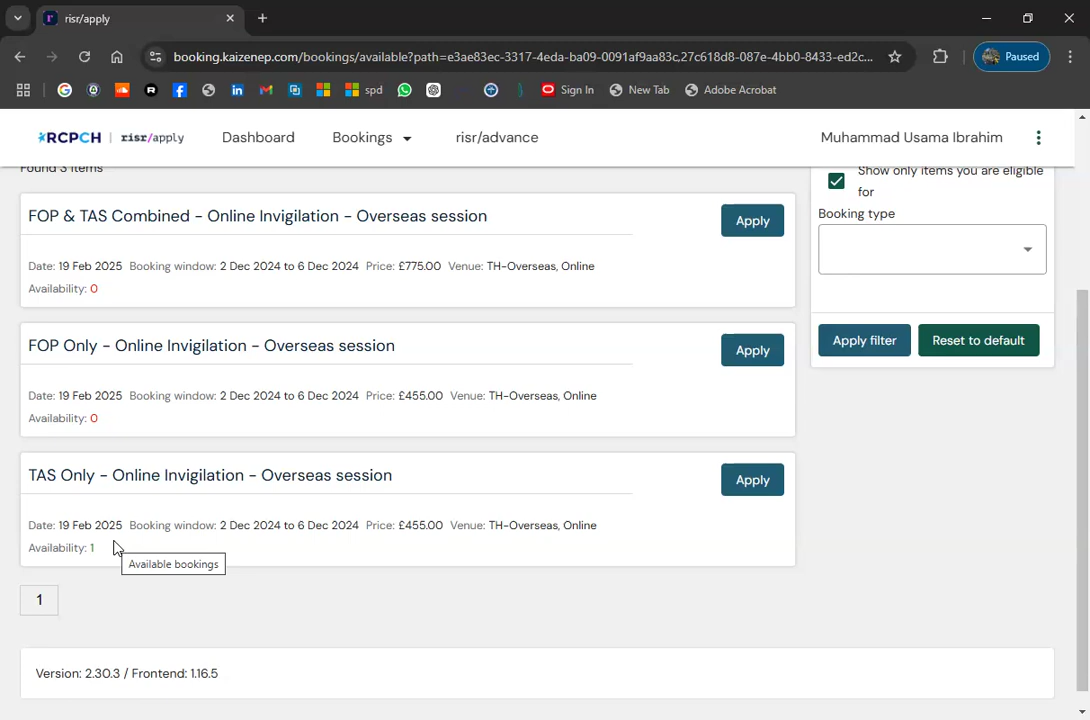 risr/apply
booking.kaizenep.com/bookings/available?path=e3ae83ec-3317-4eda-ba09-0091af9aa83c,27c618d8-087e-4bb0-8433-ed2c...
Paused
spd
Sign In
New Tab
Adobe Acrobat
RCPCH
risr/apply
Dashboard
Bookings
risr/advance
Muhammad Usama Ibrahim
Found 3 items
FOP & TAS Combined - Online Invigilation - Overseas session
Apply
Date: 19 Feb 2025 Booking window: 2 Dec 2024 to 6 Dec 2024 Price: £775.00 Venue: TH-Overseas, Online
Availability: 0
FOP Only - Online Invigilation - Overseas session
Apply
Date: 19 Feb 2025 Booking window: 2 Dec 2024 to 6 Dec 2024 Price: £455.00 Venue: TH-Overseas, Online
Availability: 0
TAS Only - Online Invigilation - Overseas session
Apply
Date: 19 Feb 2025 Booking window: 2 Dec 2024 to 6 Dec 2024 Price: £455.00 Venue: TH-Overseas, Online
Availability: 1
Available bookings
1
Show only items you are eligible
for
Booking type
Apply filter
Reset to default
Version: 2.30.3 / Frontend: 1.16.5